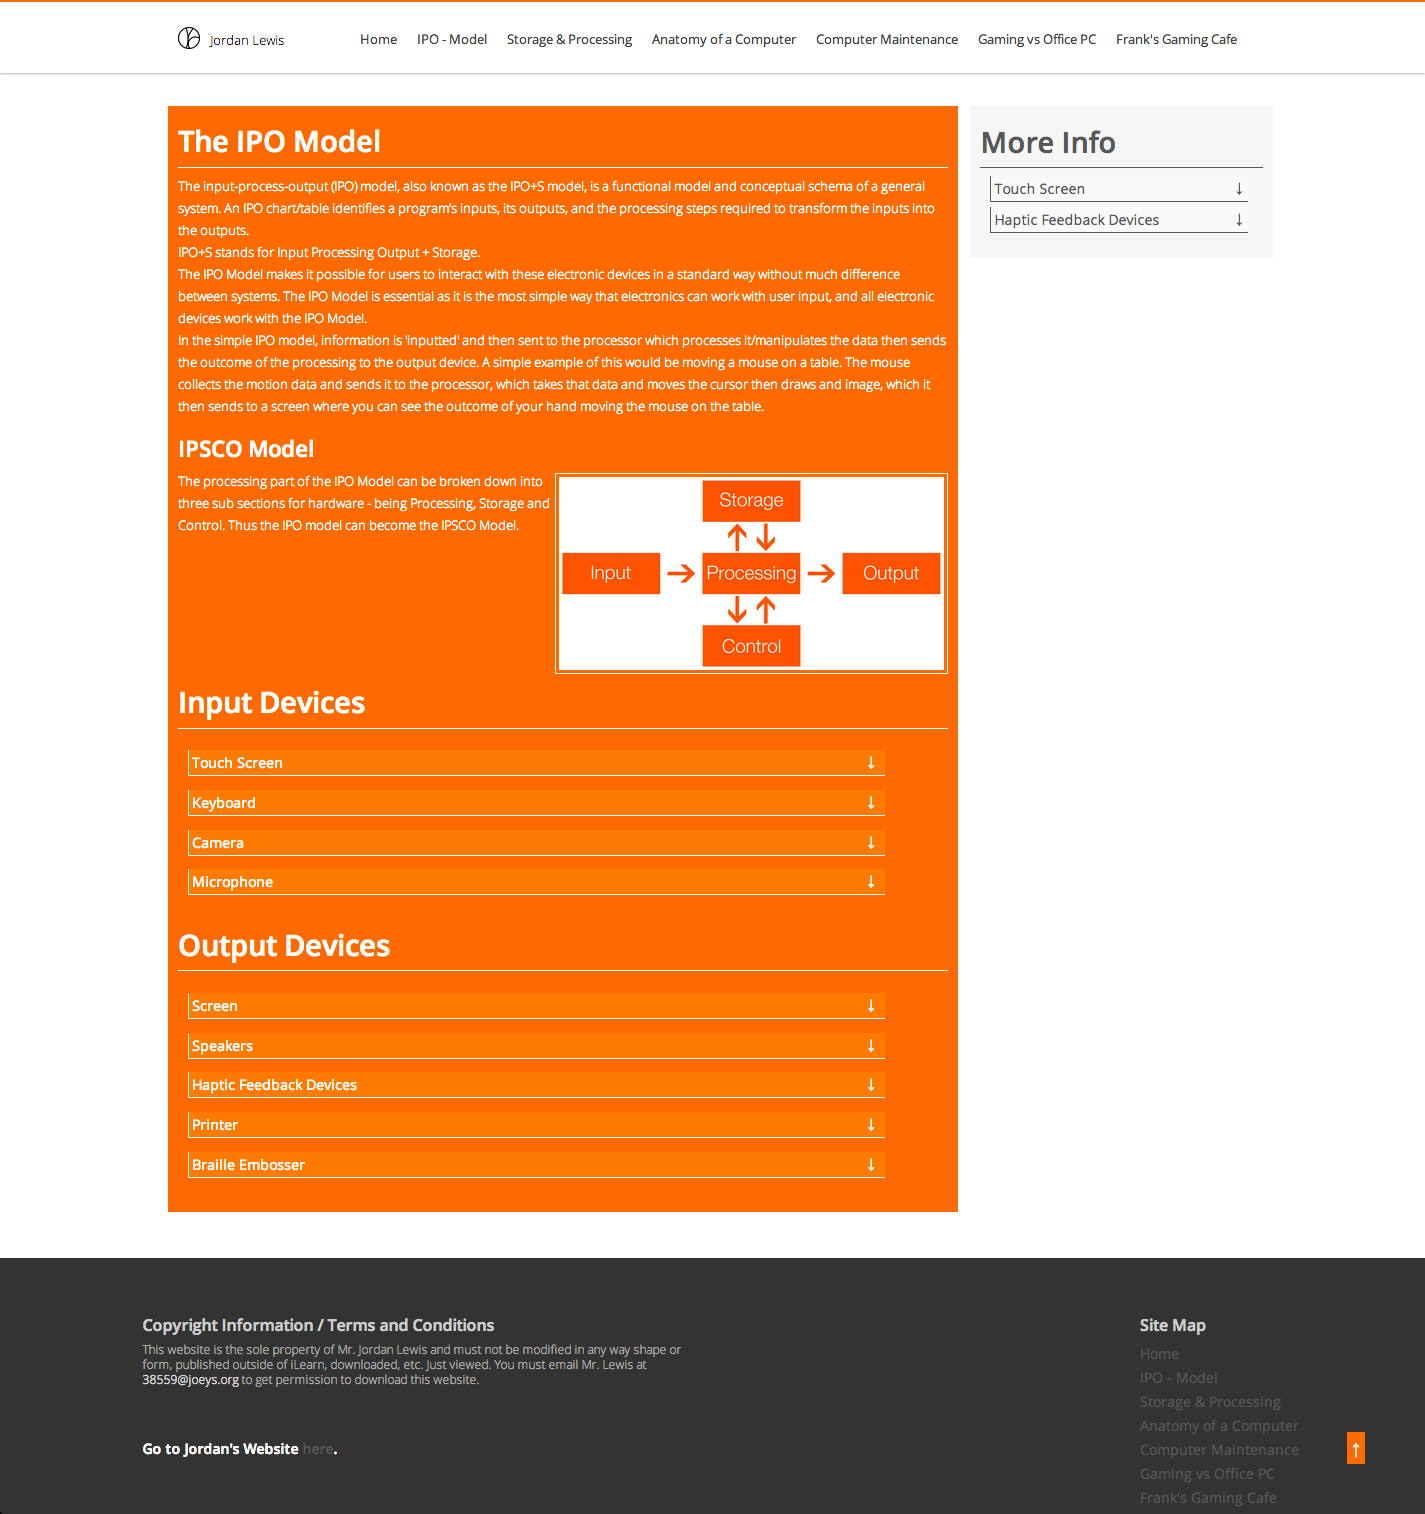 Jordan Lewis
Home IPO - Model Storage & Processing Anatomy of a Computer Computer Maintenance Gaming vs Office PC Frank's Gaming Cafe
The IPO Model
The input-process-output (IPO) model, also known as the IPO+S model, is a functional model and conceptual schema of a general
system. An IPO chart/table identifies a program's inputs, its outputs, and the processing steps required to transform the inputs into
the outputs.
IPO+S stands for Input Processing Output + Storage.
The IPO Model makes it possible for users to interact with these electronic devices in a standard way without much difference
between systems. The IPO Model is essential as it is the most simple way that electronics can work with user input, and all electronic
devices work with the IPO Model.
In the simple IPO model, information is 'inputted' and then sent to the processor which processes it/manipulates the data then sends
the outcome of the processing to the output device. A simple example of this would be moving a mouse on a table. The mouse
collects the motion data and sends it to the processor, which takes that data and moves the cursor then draws and image, which it
then sends to a screen where you can see the outcome of your hand moving the mouse on the table.
IPSCO Model
The processing part of the IPO Model can be broken down into
three sub sections for hardware - being Processing, Storage and
Control. Thus the IPO model can become the IPSCO Model.
Storage
↑ ↓
Input → Processing → Output
↓ ↑
Control
Input Devices
Touch Screen ↓
Keyboard ↓
Camera ↓
Microphone ↓
Output Devices
Screen ↓
Speakers ↓
Haptic Feedback Devices ↓
Printer ↓
Braille Embosser ↓
More Info
Touch Screen ↓
Haptic Feedback Devices ↓
Copyright Information / Terms and Conditions
This website is the sole property of Mr. Jordan Lewis and must not be modified in any way shape or
form, published outside of iLearn, downloaded, etc. Just viewed. You must email Mr. Lewis at
38559@joeys.org to get permission to download this website.
Go to Jordan's Website here.
Site Map
Home
IPO - Model
Storage & Processing
Anatomy of a Computer
Computer Maintenance
Gaming vs Office PC
Frank's Gaming Cafe
↑